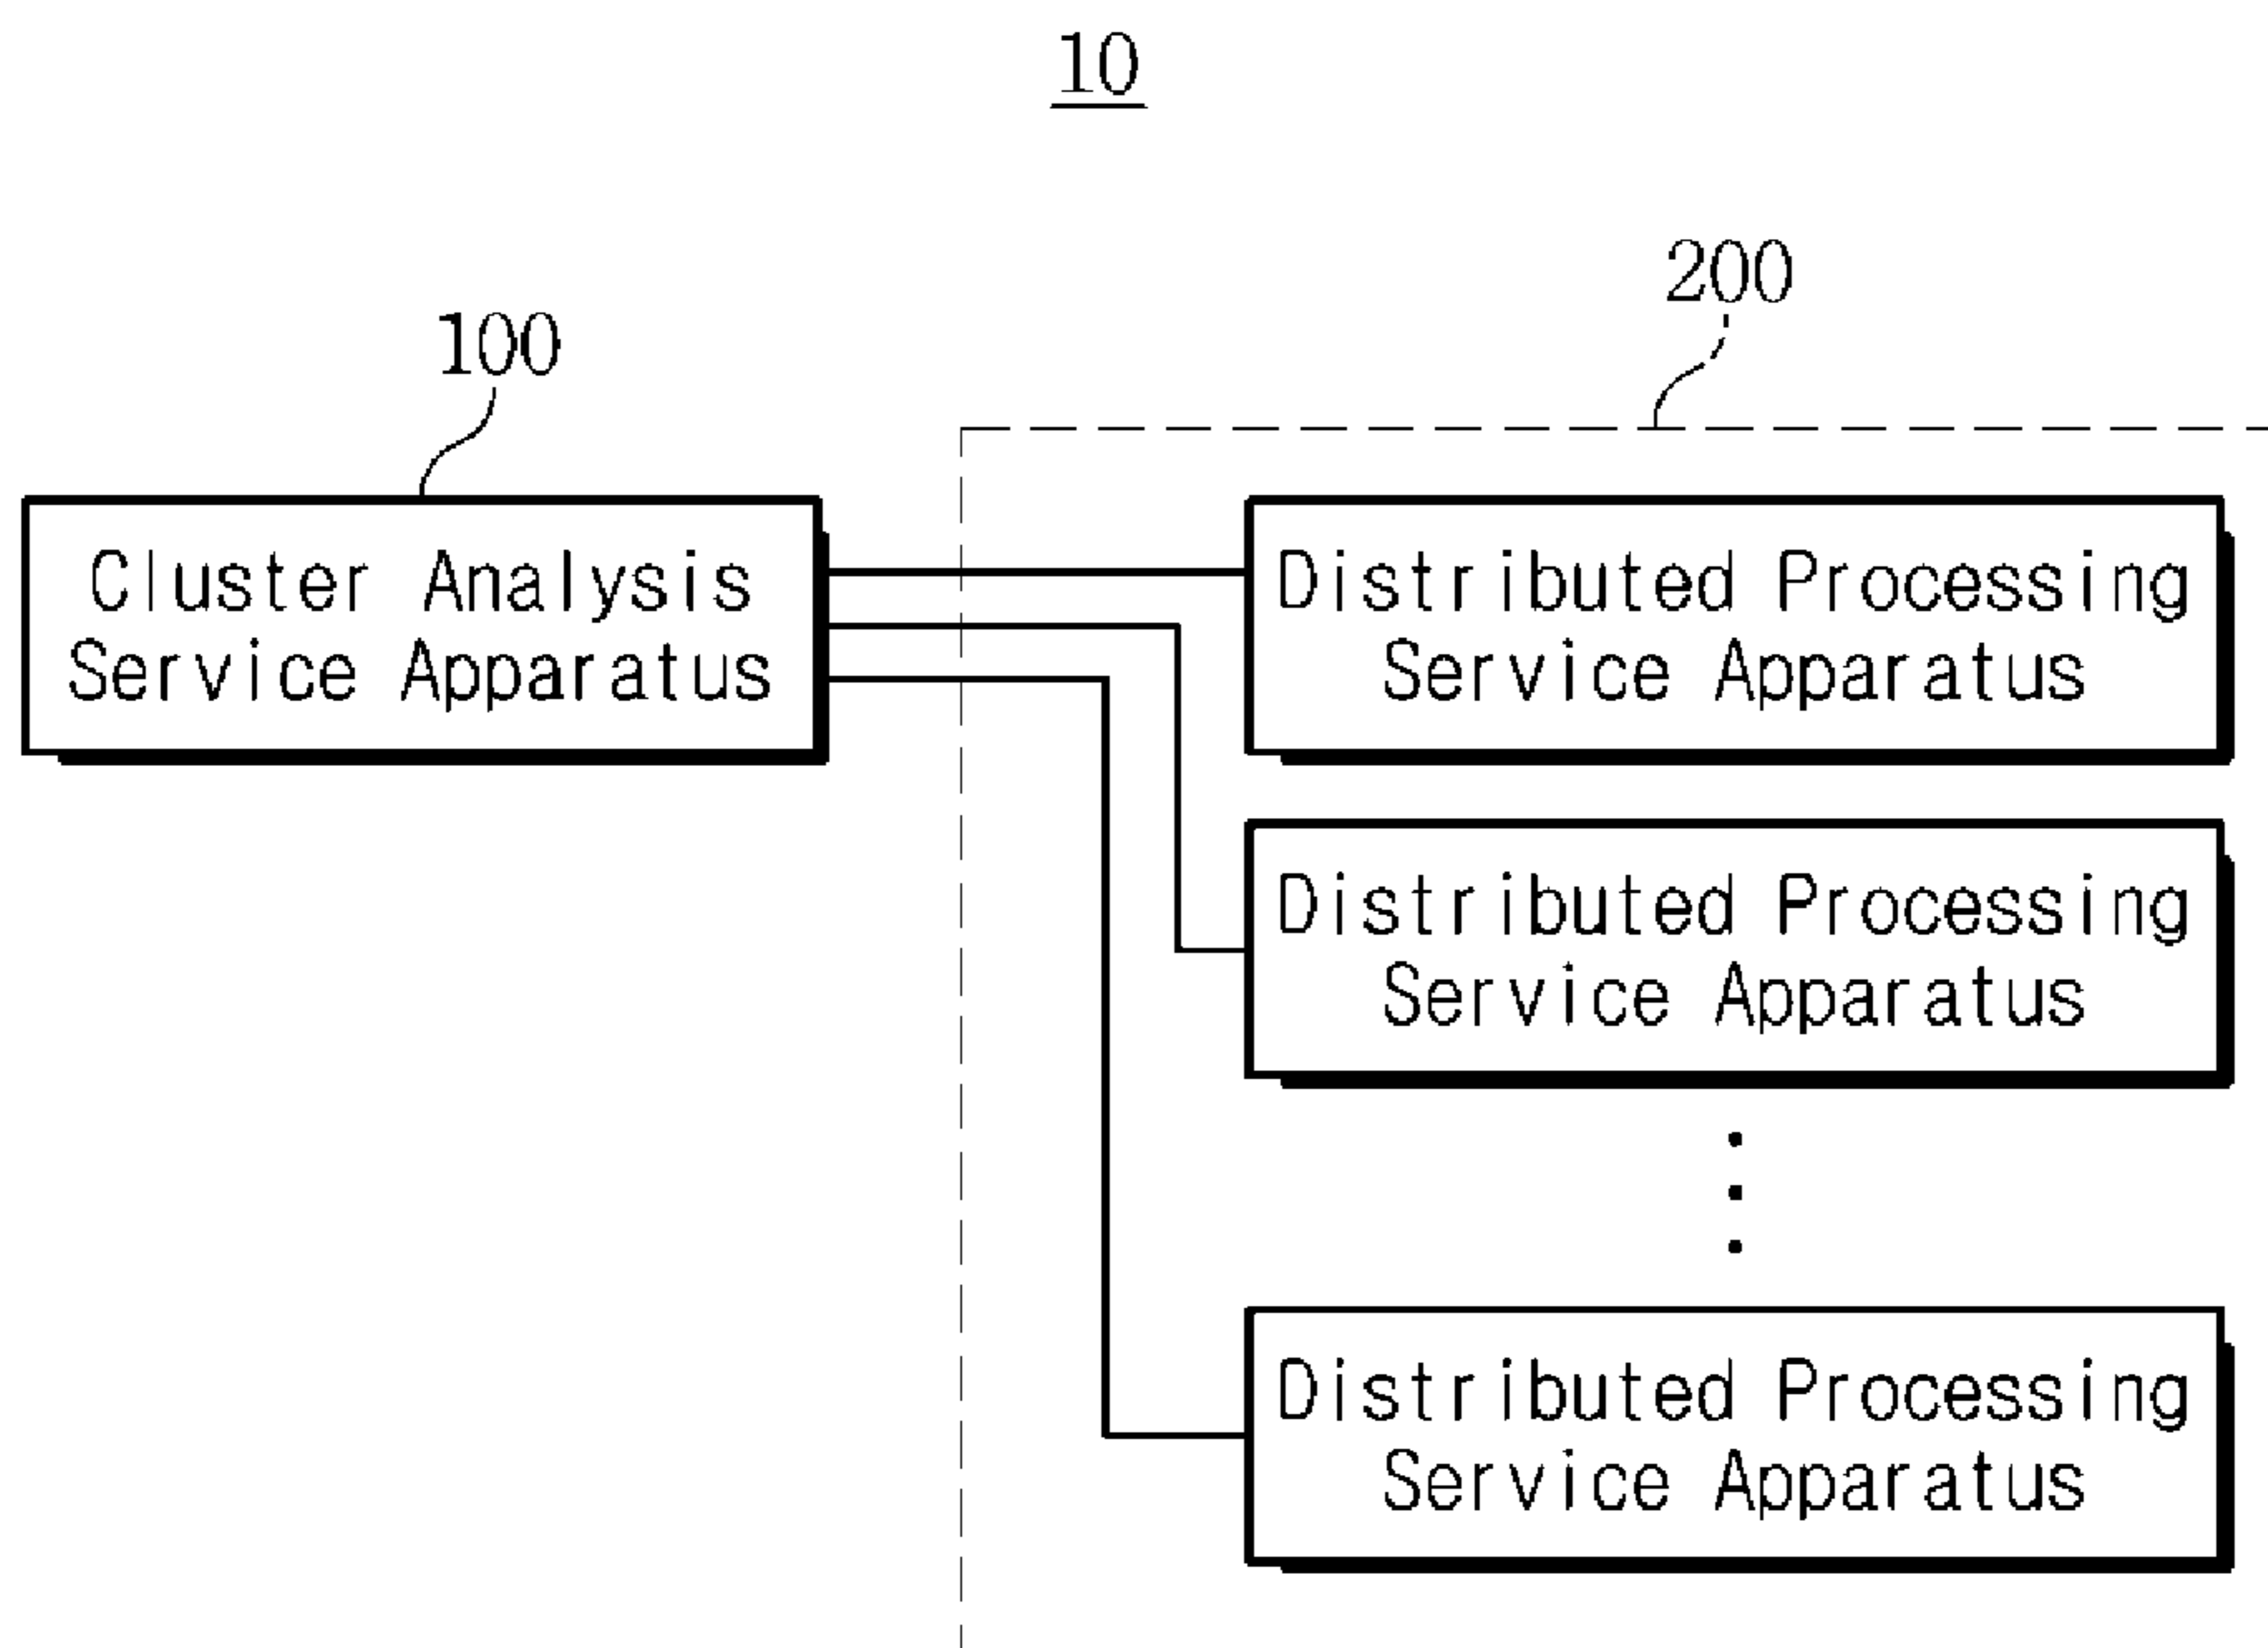 10
200
100
Cluster Analysis
Service Apparatus
Distributed Processing
Service Apparatus
Distributed Processing
Service Apparatus
Distributed Processing
Service Apparatus